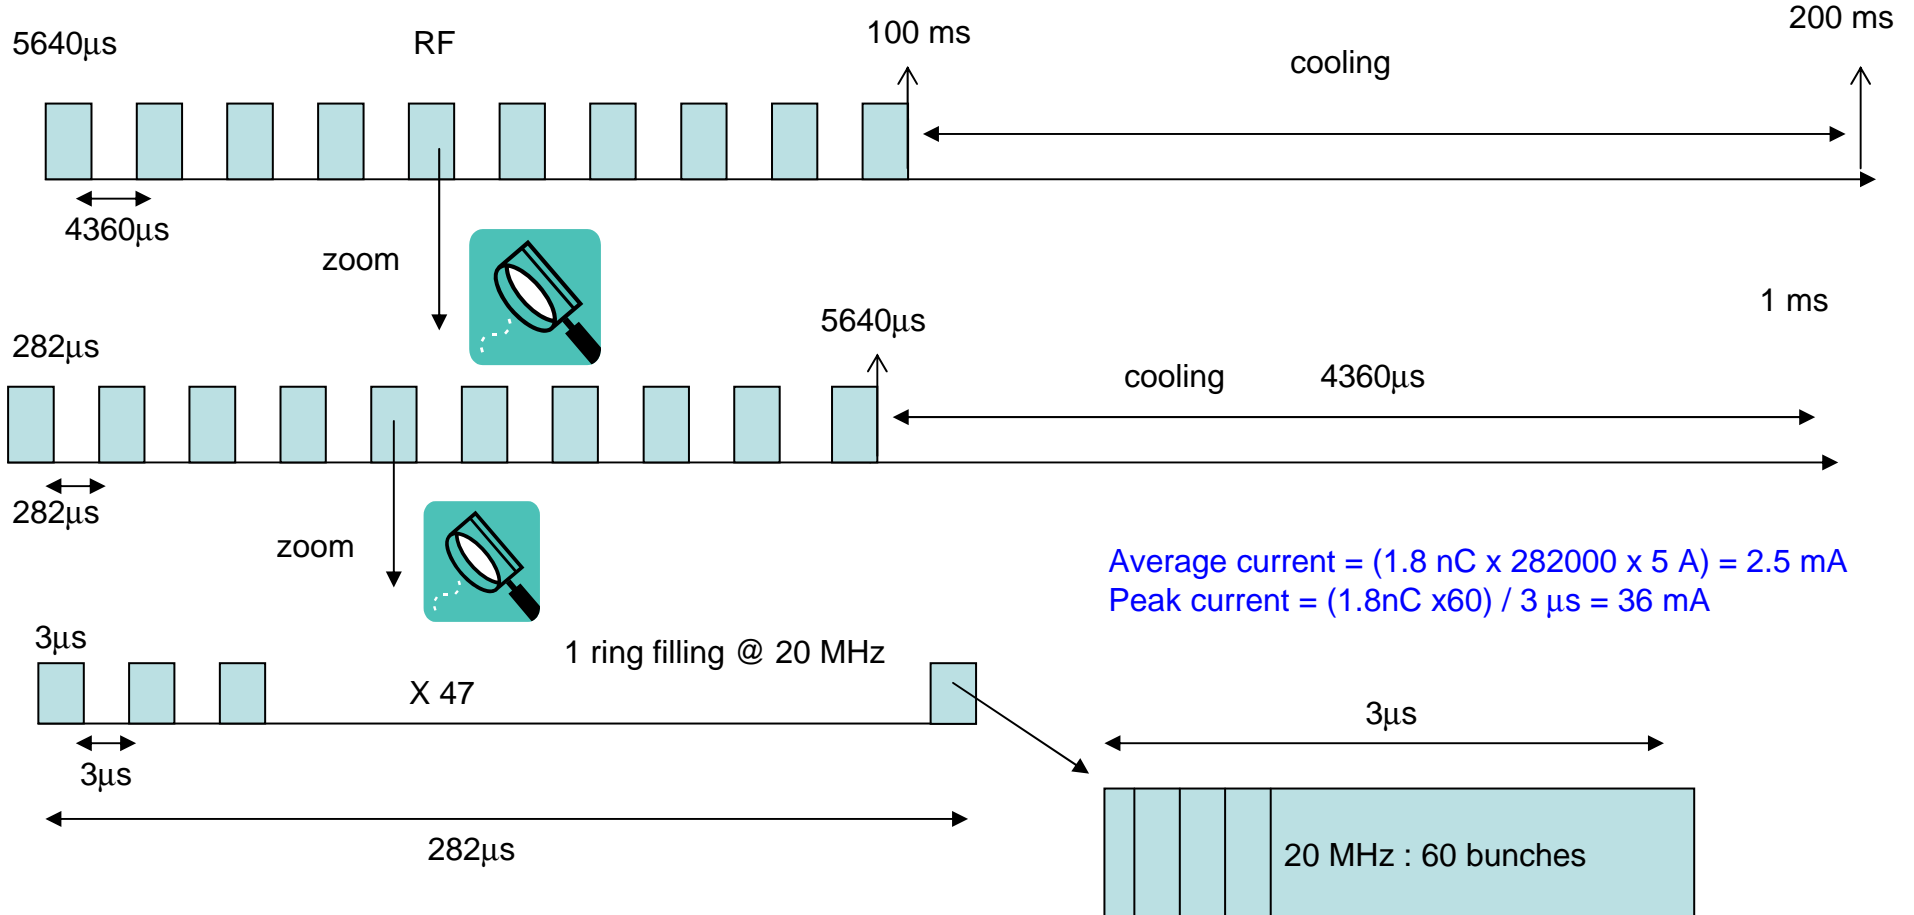 5640µs
RF
100 ms
200 ms
cooling
4360µs
zoom
1 ms
5640µs
282µs
cooling
4360µs
282µs
zoom
Average current = (1.8 nC x 282000 x 5 A) = 2.5 mA
Peak current = (1.8nC x60) / 3 µs = 36 mA
3µs
1 ring filling @ 20 MHz
X 47
3µs
3µs
282µs
20 MHz : 60 bunches